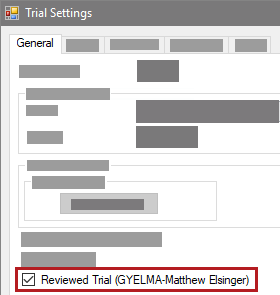 Trial Settings
General
Reviewed Trial (GYELMA-Matthew Elsinger)